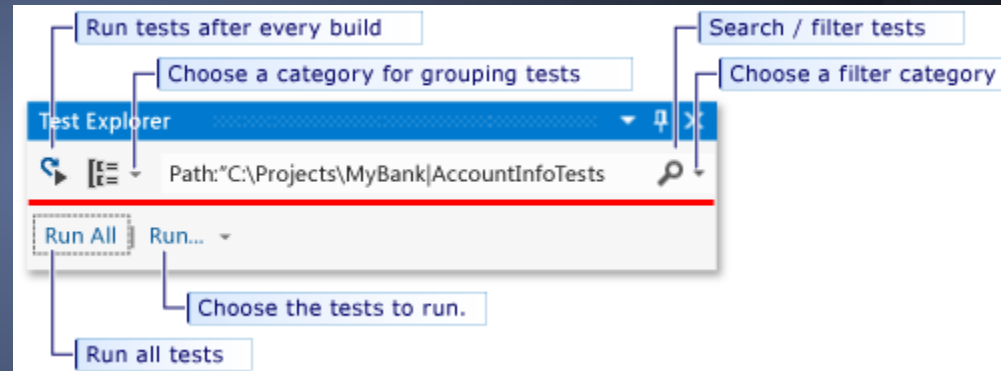 Run tests after every build
Search / filter tests
Choose a category for grouping tests
Choose a filter category
Test Explorer
Path:"C:\Projects\MyBank|AccountInfoTests
Run All
Run...
Choose the tests to run.
Run all tests